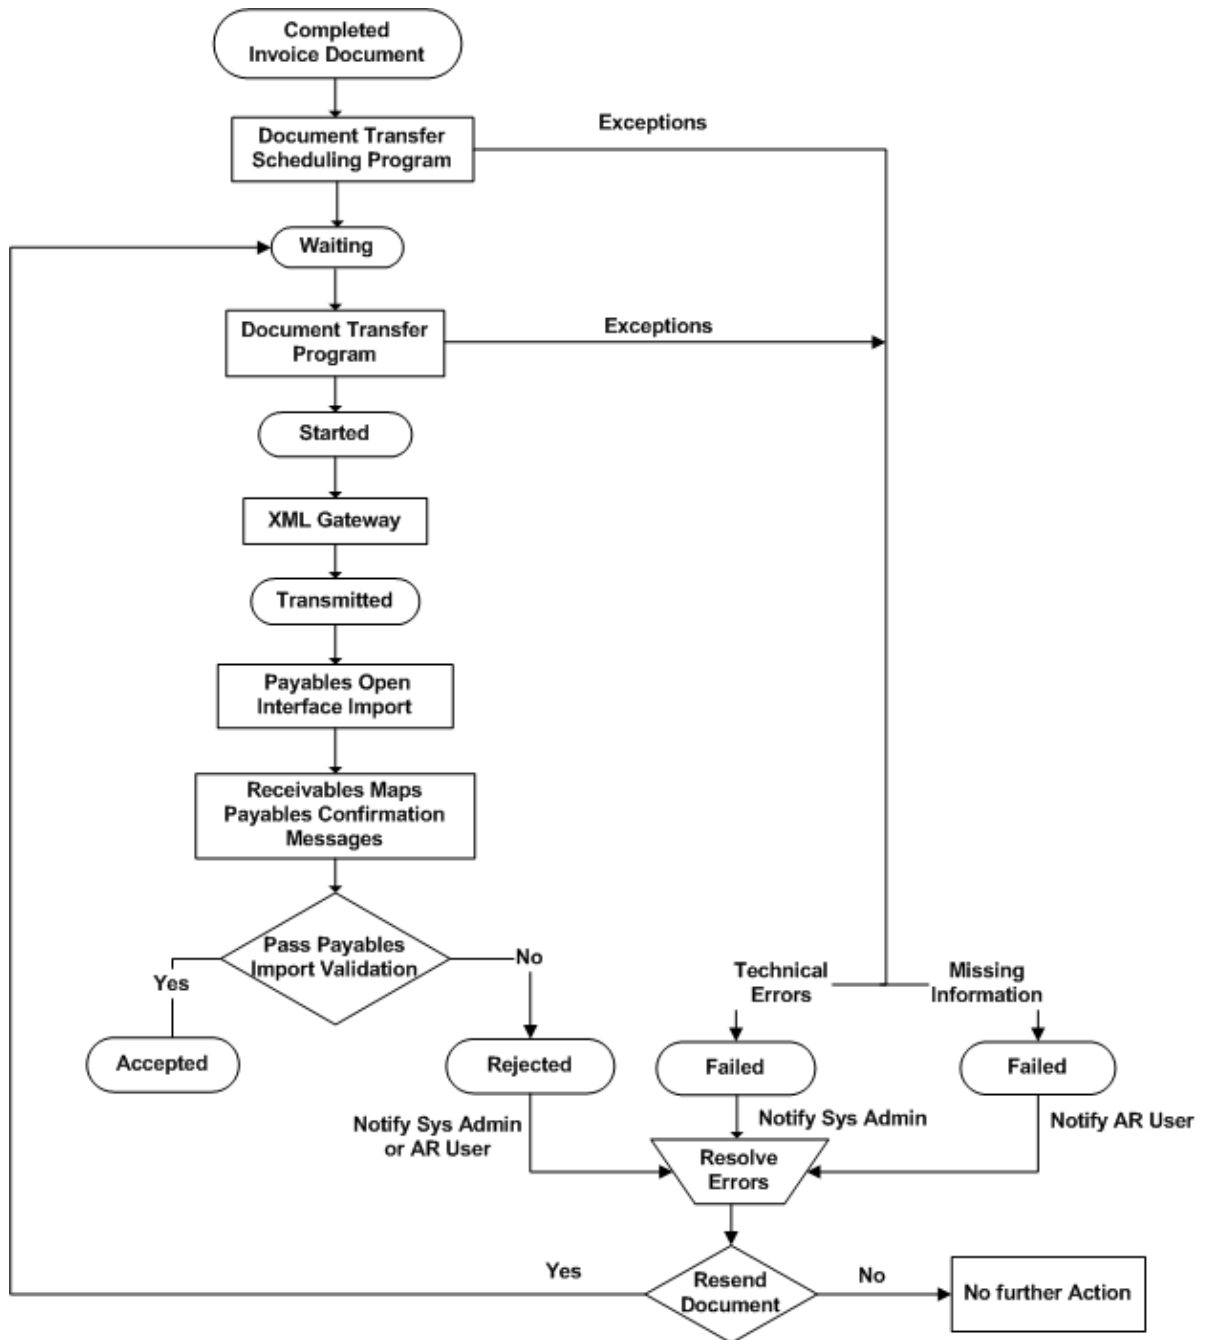 Completed
Invoice Document
Exceptions
Document Transfer
Scheduling Program
Waiting
Exceptions
Document Transfer
Program
Started
XML Gateway
Transmitted
Payables Open
Interface Import
Receivables Maps
Payables Confirmation
Messages
Pass Payables
Import Validation
No
Yes
Technical
Errors
Missing
Information
Accepted
Rejected
Failed
Failed
Notify Sys Admin
or AR User
Notify Sys Admin
Notify AR User
Resolve
Errors
Yes
Resend
Document
No
No further Action